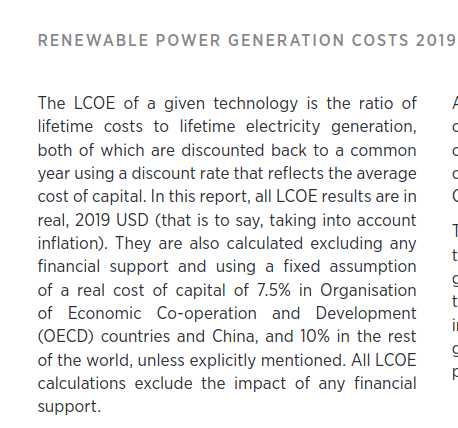 RENEWABLE POWER GENERATION COSTS 2019
The LCOE of a given technology is the ratio of
lifetime costs to lifetime electricity generation,
both of which are discounted back to a common
year using a discount rate that reflects the average
cost of capital. In this report, all LCOE results are in
real, 2019 USD (that is to say, taking into account
inflation). They are also calculated excluding any
financial support and using a fixed assumption
of a real cost of capital of 7.5% in Organisation
of Economic Co-operation and Development
(OECD) countries and China, and 10% in the rest
of the world, unless explicitly mentioned. All LCOE
calculations exclude the impact of any financial
support.